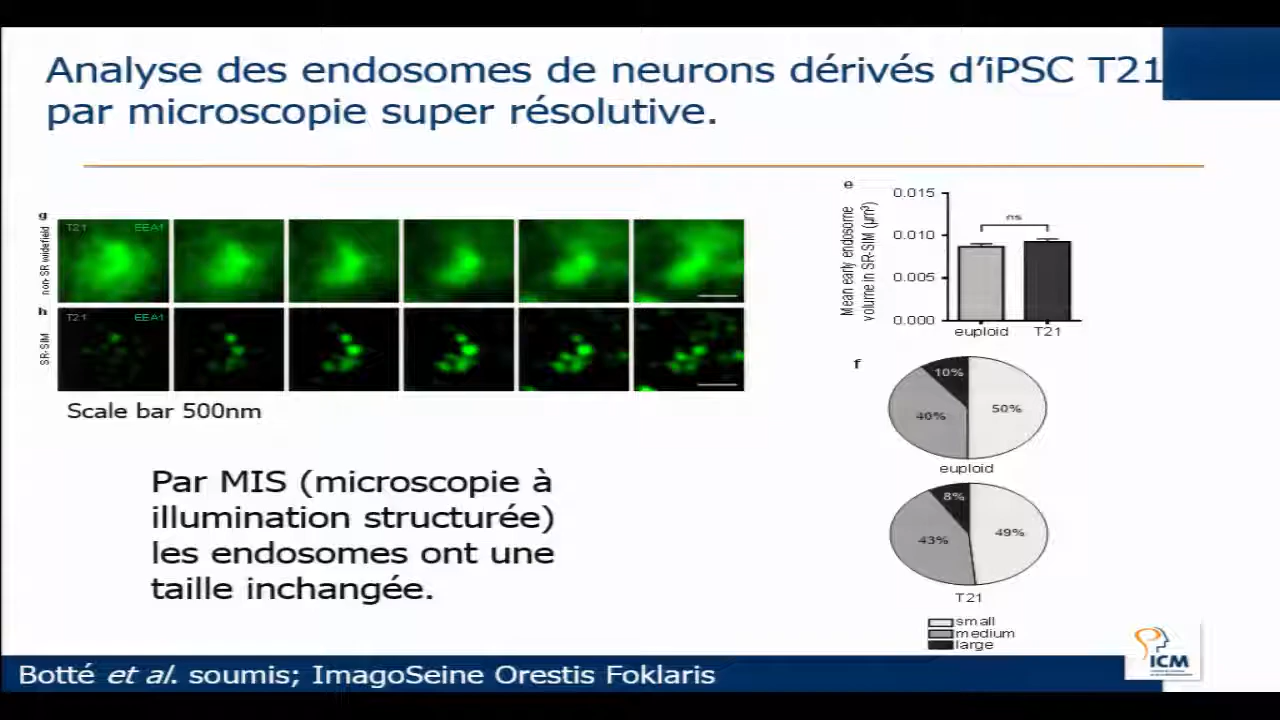 Analyse des endosomes de neurons dérivés d’iPSC T21
par microscopie super résolutive.
g
non-SR widefield
T21
EEA1
h
SR-SIM
T21
EEA1
Scale bar 500nm
Par MIS (microscopie à
illumination structurée)
les endosomes ont une
taille inchangée.
e
Mean early endosome
volume in SR-SIM (µm³)
0.015
0.010
0.005
0.000
ns
euploid
T21
f
10%
40%
50%
euploid
8%
43%
49%
T21
small
medium
large
Botté et al. soumis; ImagoSeine Orestis Foklaris
ICM